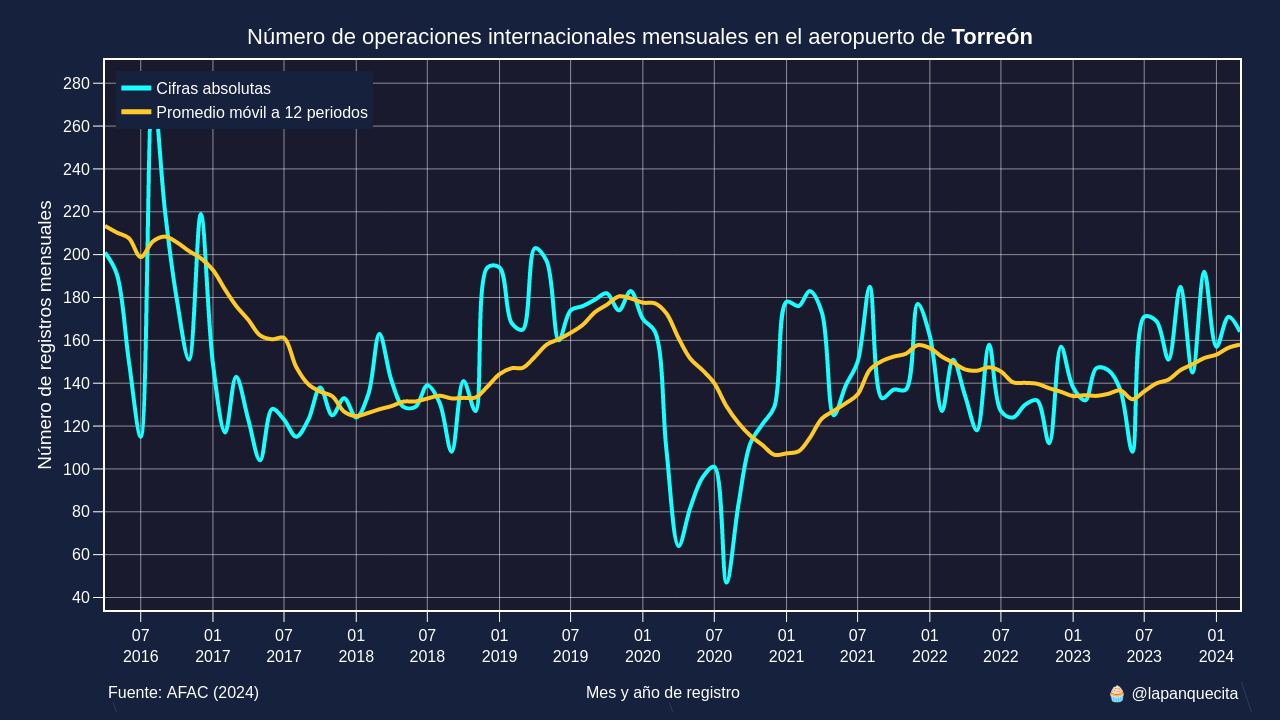 Número de operaciones internacionales mensuales en el aeropuerto de Torreón
Cifras absolutas
Promedio móvil a 12 periodos
Número de registros mensuales
280
260
240
220
200
180
160
140
120
100
80
60
40
07 01 07 01 07 01 07 01 07 01 07 01 07 01 07 01
2016 2017 2017 2018 2018 2019 2019 2020 2020 2021 2021 2022 2022 2023 2023 2024
Fuente: AFAC (2024)
Mes y año de registro
🧁 @lapanquecita